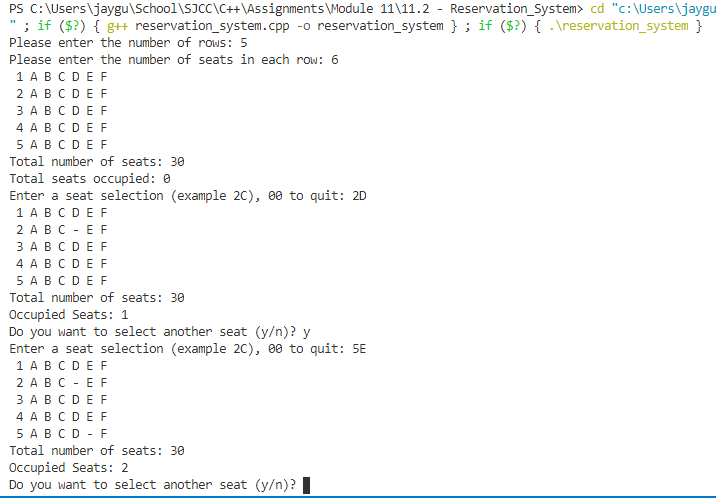 PS C:\Users\jaygu\School\SJCC\C++\Assignments\Module 11\11.2 - Reservation_System> cd "c:\Users\jaygu
" ; if ($?) { g++ reservation_system.cpp -o reservation_system } ; if ($?) { .\reservation_system }
Please enter the number of rows: 5
Please enter the number of seats in each row: 6
1 A B C D E F
2 A B C D E F
3 A B C D E F
4 A B C D E F
5 A B C D E F
Total number of seats: 30
Total seats occupied: 0
Enter a seat selection (example 2C), 00 to quit: 2D
1 A B C D E F
2 A B C - E F
3 A B C D E F
4 A B C D E F
5 A B C D E F
Total number of seats: 30
Occupied Seats: 1
Do you want to select another seat (y/n)? y
Enter a seat selection (example 2C), 00 to quit: 5E
1 A B C D E F
2 A B C - E F
3 A B C D E F
4 A B C D E F
5 A B C D - F
Total number of seats: 30
Occupied Seats: 2
Do you want to select another seat (y/n)?